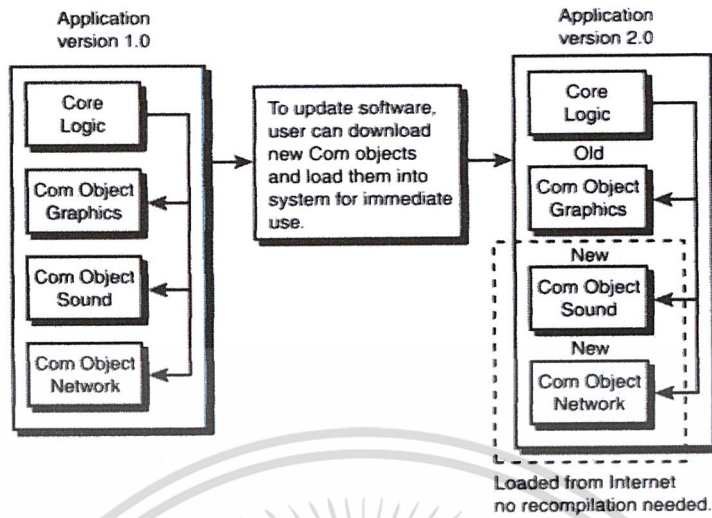 Application
version 1.0
Core
Logic
Com Object
Graphics
Com Object
Sound
Com Object
Network
To update software,
user can download
new Com objects
and load them into
system for immediate
use.
Application
version 2.0
Core
Logic
Old
Com Object
Graphics
New
Com Object
Sound
New
Com Object
Network
Loaded from Internet
no recompilation needed.